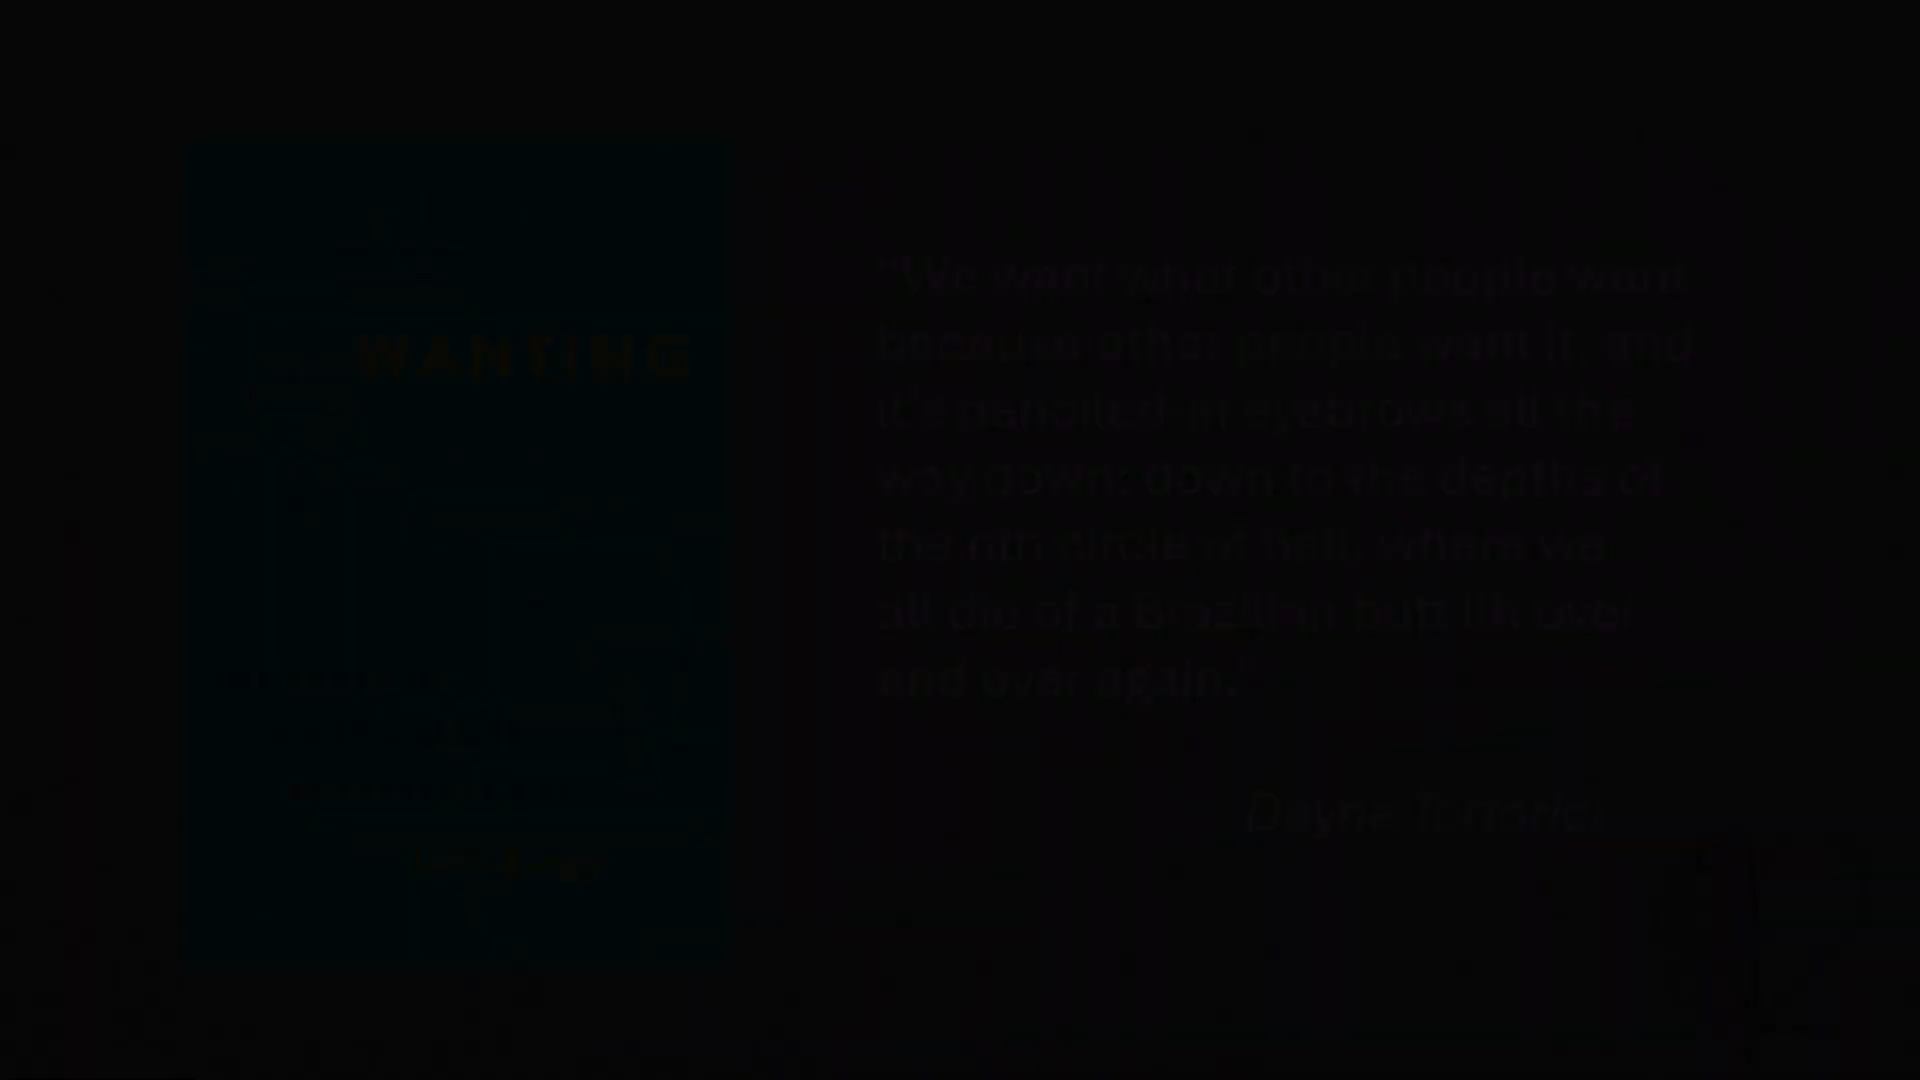 WANTING
"We want what other people want
because other people want it, and
it's penciled-in eyebrows all the
way down: down to the depths of
the nth circle of hell, where we
all die of a Brazilian butt lift over
and over again."
Dayna Tortorici